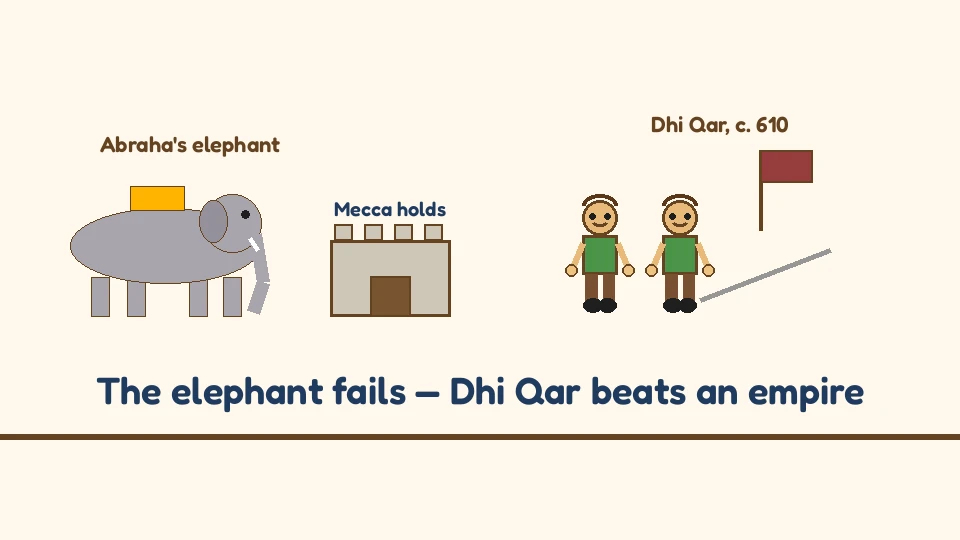 Abraha's elephant
Mecca holds
Dhi Qar, c. 610
The elephant fails — Dhi Qar beats an empire